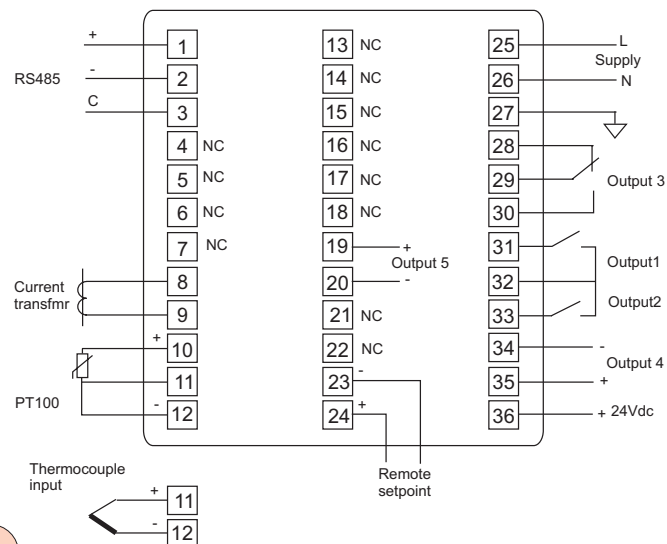 + 1
RS485
- 2
C 3
4 NC
5 NC
6 NC
7 NC
Current
transfmr
8
9
+ 10
11
PT100
- 12
13 NC
14 NC
15 NC
16 NC
17 NC
18 NC
19 +
Output 5
20 -
21 NC
22 NC
23 -
24 +
Remote
setpoint
25 L
Supply
26 N
27
28
29 Output 3
30
31
Output1
32
Output2
33
34 -
Output 4
35 +
36 + 24Vdc
Thermocouple
input
+ 11
- 12